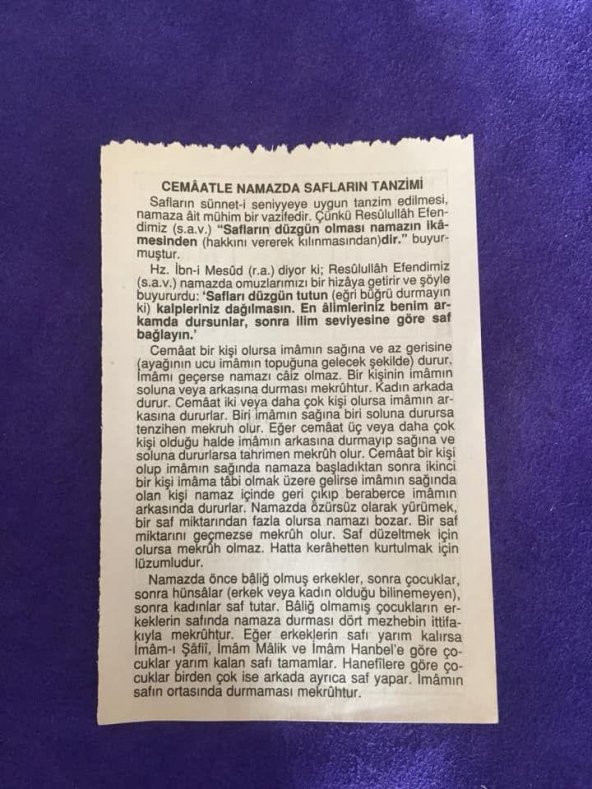 CEMÂATLE NAMAZDA SAFLARIN TANZİMİ
Safların sünnet-i seniyyeye uygun tanzim edilmesi,
namaza âit mühim bir vazifedir. Çünkü Resûlullâh Efen-
dimiz (s.a.v.) "Safların düzgün olması namazın ikâ-
mesinden (hakkını vererek kılınmasından)dir." buyur-
muştur.
Hz. İbn-i Mesûd (r.a.) diyor ki; Resûlullâh Efendimiz
(s.a.v.) namazda omuzlarımızı bir hizâya getirir ve şöyle
buyururdu: 'Safları düzgün tutun (eğri büğrü durmayın
ki) kalpleriniz dağılmasın. En âlimleriniz benim ar-
kamda dursunlar, sonra ilim seviyesine göre saf
bağlayın.'
Cemâat bir kişi olursa imâmın sağına ve az gerisine
(ayağının ucu imâmın topuğuna gelecek şekilde) durur.
İmâmı geçerse namazı câiz olmaz. Bir kişinin imâmın
soluna veya arkasına durması mekrûhtur. Kadın arkada
durur. Cemâat iki veya daha çok kişi olursa imâmın ar-
kasına dururlar. Biri imâmın sağına biri soluna durursa
tenzihen mekruh olur. Eğer cemâat üç veya daha çok
kişi olduğu halde imâmın arkasına durmayıp sağına ve
soluna dururlarsa tahrimen mekrûh olur. Cemâat bir kişi
olup imâmın sağında namaza başladıktan sonra ikinci
bir kişi imâma tâbi olmak üzere gelirse imâmın sağında
olan kişi namaz içinde geri çıkıp beraberce imâmın
arkasında dururlar. Namazda özürsüz olarak yürümek,
bir saf miktarından fazla olursa namazı bozar. Bir saf
miktarını geçmezse mekrûh olur. Saf düzeltmek için
olursa mekrûh olmaz. Hatta kerâhetten kurtulmak için
lüzumludur.
Namazda önce bâliğ olmuş erkekler, sonra çocuklar,
sonra hünsâlar (erkek veya kadın olduğu bilinemeyen),
sonra kadınlar saf tutar. Bâliğ olmamış çocukların er-
keklerin safında namaza durması dört mezhebin ittifa-
kıyla mekrûhtur. Eğer erkeklerin safı yarım kalırsa
İmâm-ı Şâfiî, İmâm Mâlik ve İmâm Hanbel'e göre ço-
cuklar yarım kalan safı tamamlar. Hanefîlere göre ço-
cuklar birden çok ise arkada ayrıca saf yapar. İmâmın
safın ortasında durmaması mekrûhtur.